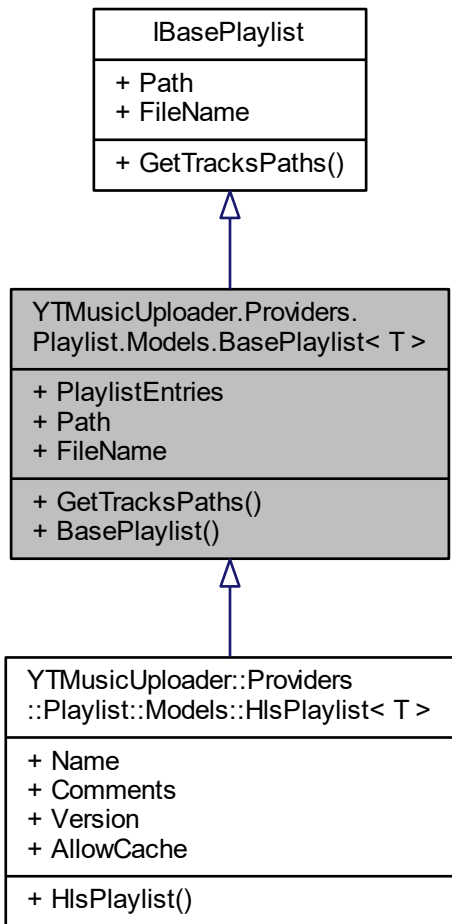 IBasePlaylist
+ Path
+ FileName
+ GetTracksPaths()
YTMusicUploader.Providers.
Playlist.Models.BasePlaylist< T >
+ PlaylistEntries
+ Path
+ FileName
+ GetTracksPaths()
+ BasePlaylist()
YTMusicUploader::Providers
::Playlist::Models::HlsPlaylist< T >
+ Name
+ Comments
+ Version
+ AllowCache
+ HlsPlaylist()